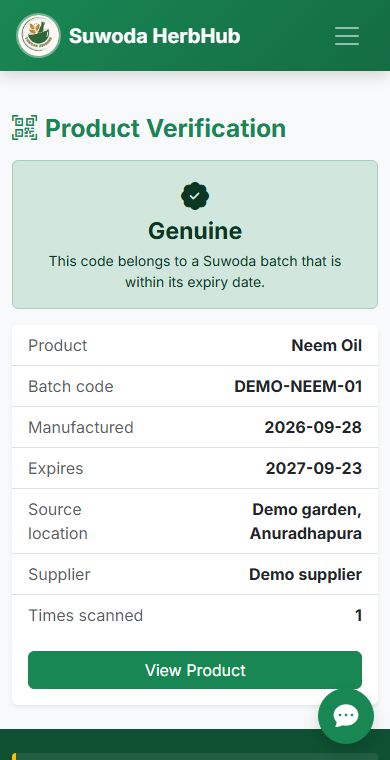 Suwoda HerbHub
Product Verification
Genuine
This code belongs to a Suwoda batch that is
within its expiry date.
Product Neem Oil
Batch code DEMO-NEEM-01
Manufactured 2026-09-28
Expires 2027-09-23
Source Demo garden,
location Anuradhapura
Supplier Demo supplier
Times scanned 1
View Product